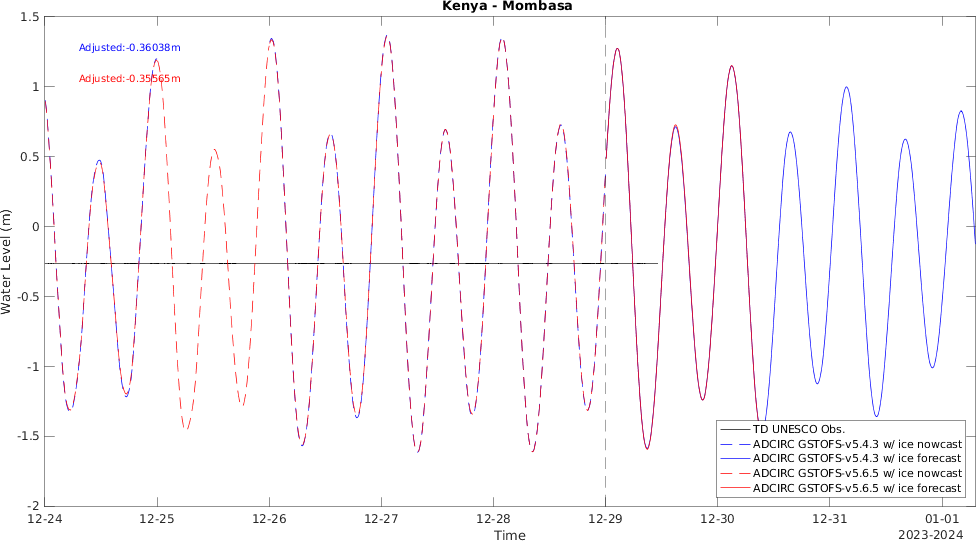 Kenya - Mombasa
Adjusted:-0.36038m
Adjusted:-0.35565m
Water Level (m)
1.5
1
0.5
0
-0.5
-1
-1.5
-2
TD UNESCO Obs.
ADCIRC GSTOFS-v5.4.3 w/ ice nowcast
ADCIRC GSTOFS-v5.4.3 w/ ice forecast
ADCIRC GSTOFS-v5.6.5 w/ ice nowcast
ADCIRC GSTOFS-v5.6.5 w/ ice forecast
12-24 12-25 12-26 12-27 12-28 12-29 12-30 12-31 01-01
Time
2023-2024